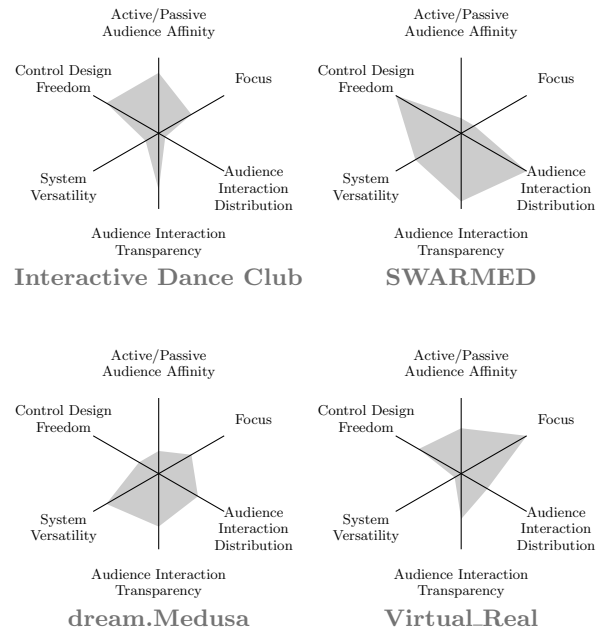 Active/Passive
Audience Affinity
Control Design
Freedom
Focus
System
Versatility
Audience
Interaction
Distribution
Audience Interaction
Transparency
Interactive Dance Club
Active/Passive
Audience Affinity
Control Design
Freedom
Focus
System
Versatility
Audience
Interaction
Distribution
Audience Interaction
Transparency
SWARMED
Active/Passive
Audience Affinity
Control Design
Freedom
Focus
System
Versatility
Audience
Interaction
Distribution
Audience Interaction
Transparency
dream.Medusa
Active/Passive
Audience Affinity
Control Design
Freedom
Focus
System
Versatility
Audience
Interaction
Distribution
Audience Interaction
Transparency
Virtual_Real